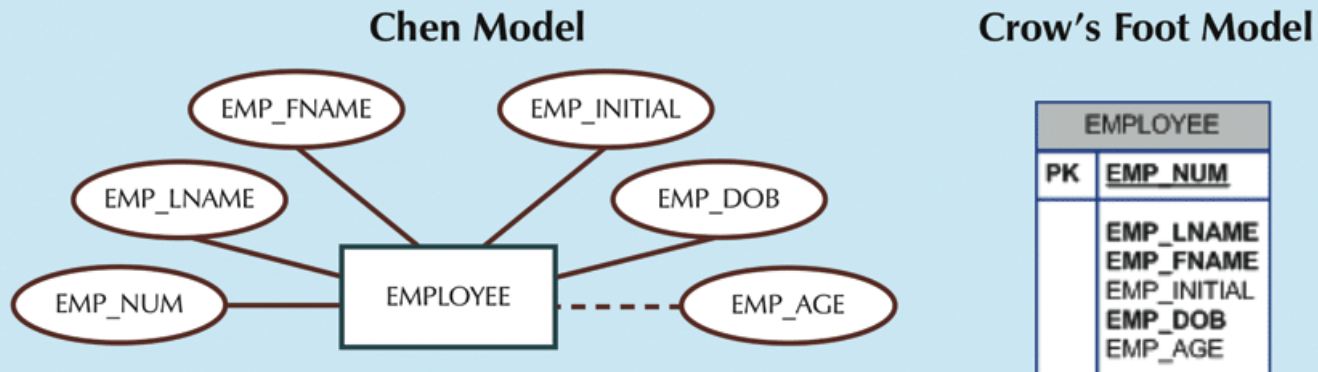 Chen Model
EMP_FNAME
EMP_INITIAL
EMP_LNAME
EMP_DOB
EMP_NUM
EMPLOYEE
EMP_AGE
Crow's Foot Model
EMPLOYEE
PK EMP_NUM
EMP_LNAME
EMP_FNAME
EMP_INITIAL
EMP_DOB
EMP_AGE